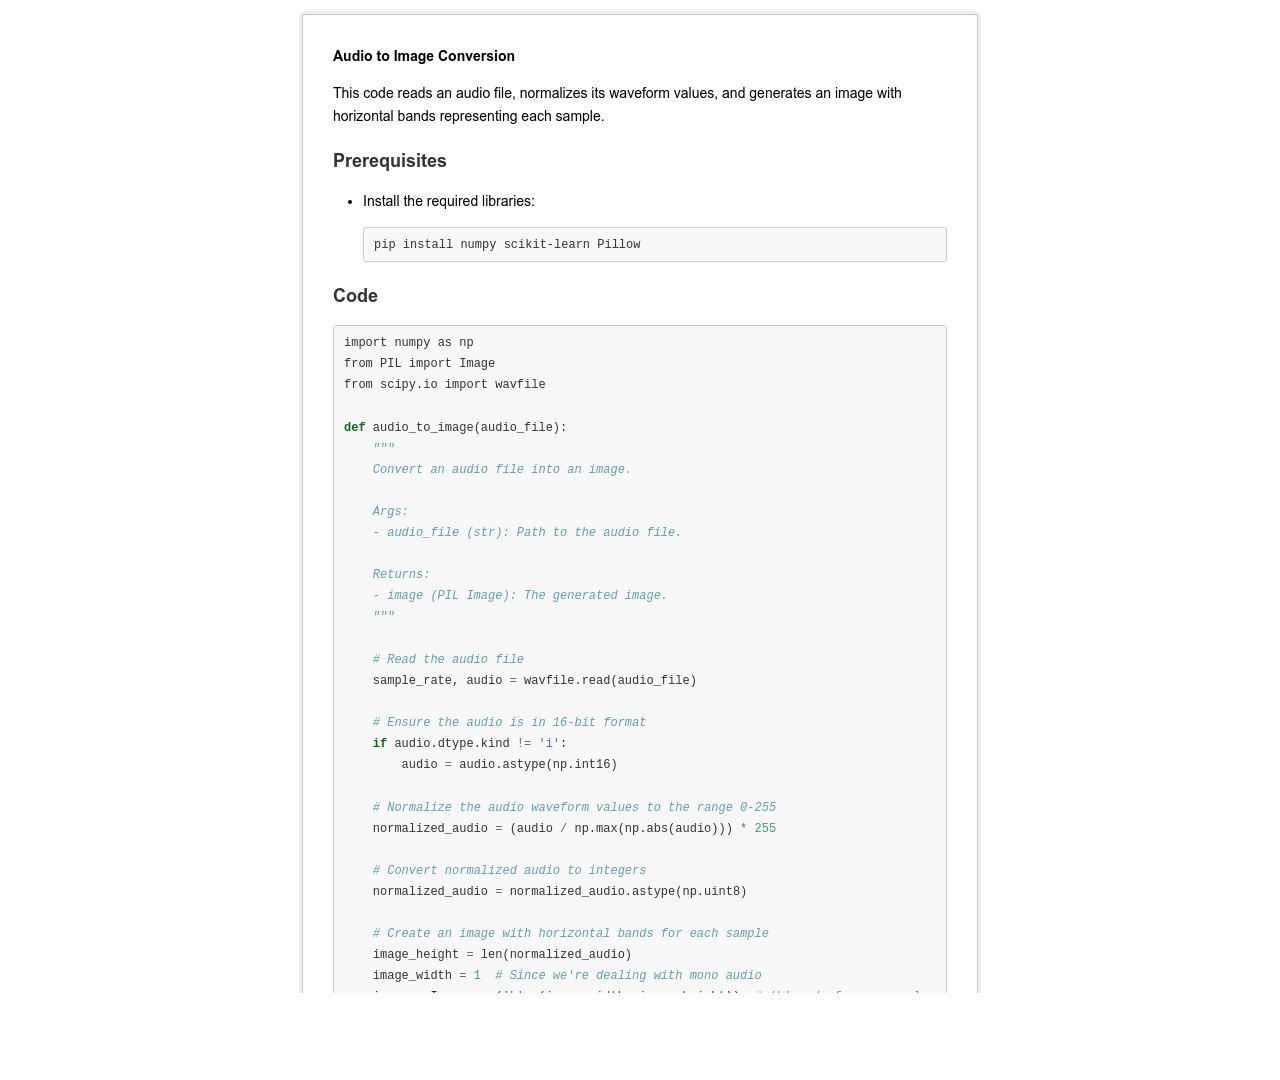 Audio to Image Conversion
This code reads an audio file, normalizes its waveform values, and generates an image with
horizontal bands representing each sample.
Prerequisites
• Install the required libraries:
pip install numpy scikit-learn Pillow
Code
import numpy as np
from PIL import Image
from scipy.io import wavfile

def audio_to_image(audio_file):
    """
    Convert an audio file into an image.

    Args:
    - audio_file (str): Path to the audio file.

    Returns:
    - image (PIL Image): The generated image.
    """

    # Read the audio file
    sample_rate, audio = wavfile.read(audio_file)

    # Ensure the audio is in 16-bit format
    if audio.dtype.kind != 'i':
        audio = audio.astype(np.int16)

    # Normalize the audio waveform values to the range 0-255
    normalized_audio = (audio / np.max(np.abs(audio))) * 255

    # Convert normalized audio to integers
    normalized_audio = normalized_audio.astype(np.uint8)

    # Create an image with horizontal bands for each sample
    image_height = len(normalized_audio)
    image_width = 1  # Since we're dealing with mono audio